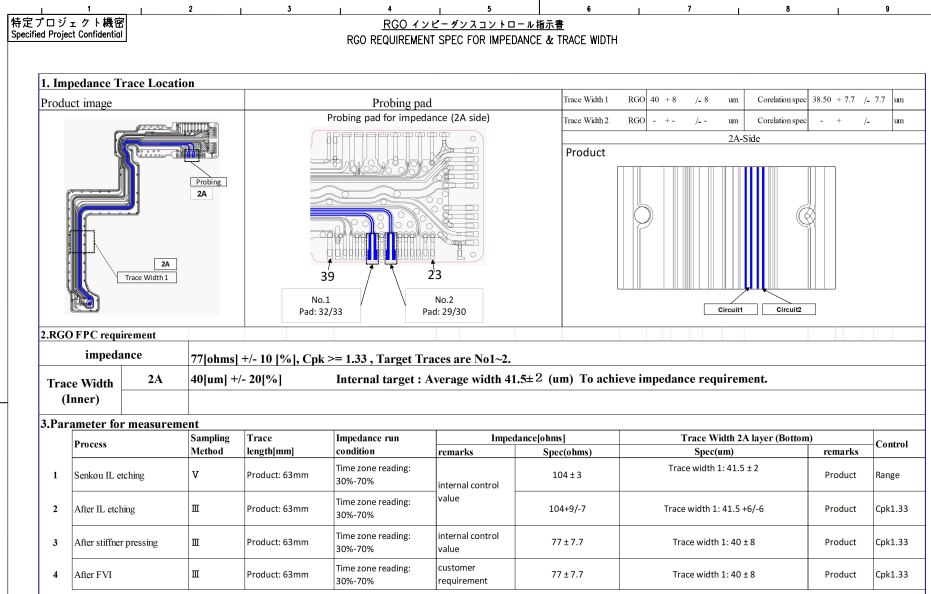 1 2 3 4 5 6 7 8 9
特定プロジェクト機密
Specified Project Confidential
RGO インピーダンスコントロール指示書
RGO REQUIREMENT SPEC FOR IMPEDANCE & TRACE WIDTH
1. Impedance Trace Location
Product image
Probing pad
Trace Width 1 RGO 40 + 8 /- 8 um Corelation spec 38.50 + 7.7 /- 7.7 um
Trace Width 2 RGO - + - /- - um Corelation spec - + /- um
Probing pad for impedance (2A side)
2A-Side
Product
Probing
2A
2A
Trace Width 1
39
23
No.1
Pad: 32/33
No.2
Pad: 29/30
Circuit1
Circuit2
2.RGO FPC requirement
impedance 77[ohms] +/- 10 [%], Cpk >= 1.33 , Target Traces are No1~2.
Trace Width (Inner) 2A 40[um] +/- 20[%] Internal target : Average width 41.5± 2 (um) To achieve impedance requirement.
3.Parameter for measurement
Process Sampling Method Trace length[mm] Impedance run condition Impedance[ohms] Trace Width 2A layer (Bottom) Control
remarks Spec(ohms) Spec(um) remarks
1 Senkou IL etching V Product: 63mm Time zone reading: 30%-70% internal control value 104 ± 3 Trace width 1: 41.5 ± 2 Product Range
2 After IL etching III Product: 63mm Time zone reading: 30%-70% 104+9/-7 Trace width 1: 41.5 +6/-6 Product Cpk1.33
3 After stiffner pressing III Product: 63mm Time zone reading: 30%-70% internal control value 77 ± 7.7 Trace width 1: 40 ± 8 Product Cpk1.33
4 After FVI III Product: 63mm Time zone reading: 30%-70% customer requirement 77 ± 7.7 Trace width 1: 40 ± 8 Product Cpk1.33